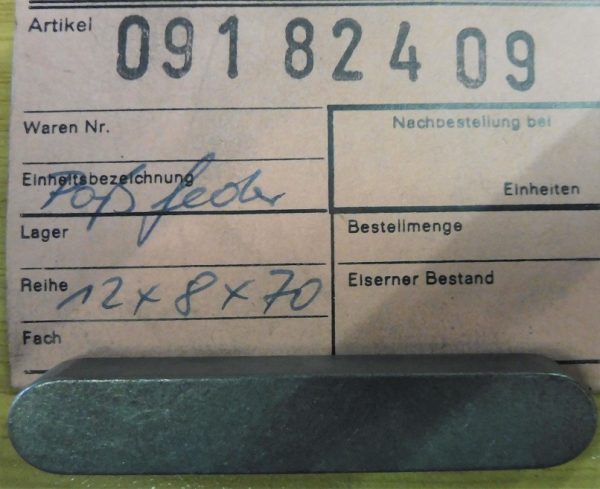 Artikel 091 824 09
Waren Nr.
Nachbestellung bei
Einheiten
Einheitsbezeichnung
Paßfeder
Lager
Bestellmenge
Reihe 12 x 8 x 70
Eiserner Bestand
Fach